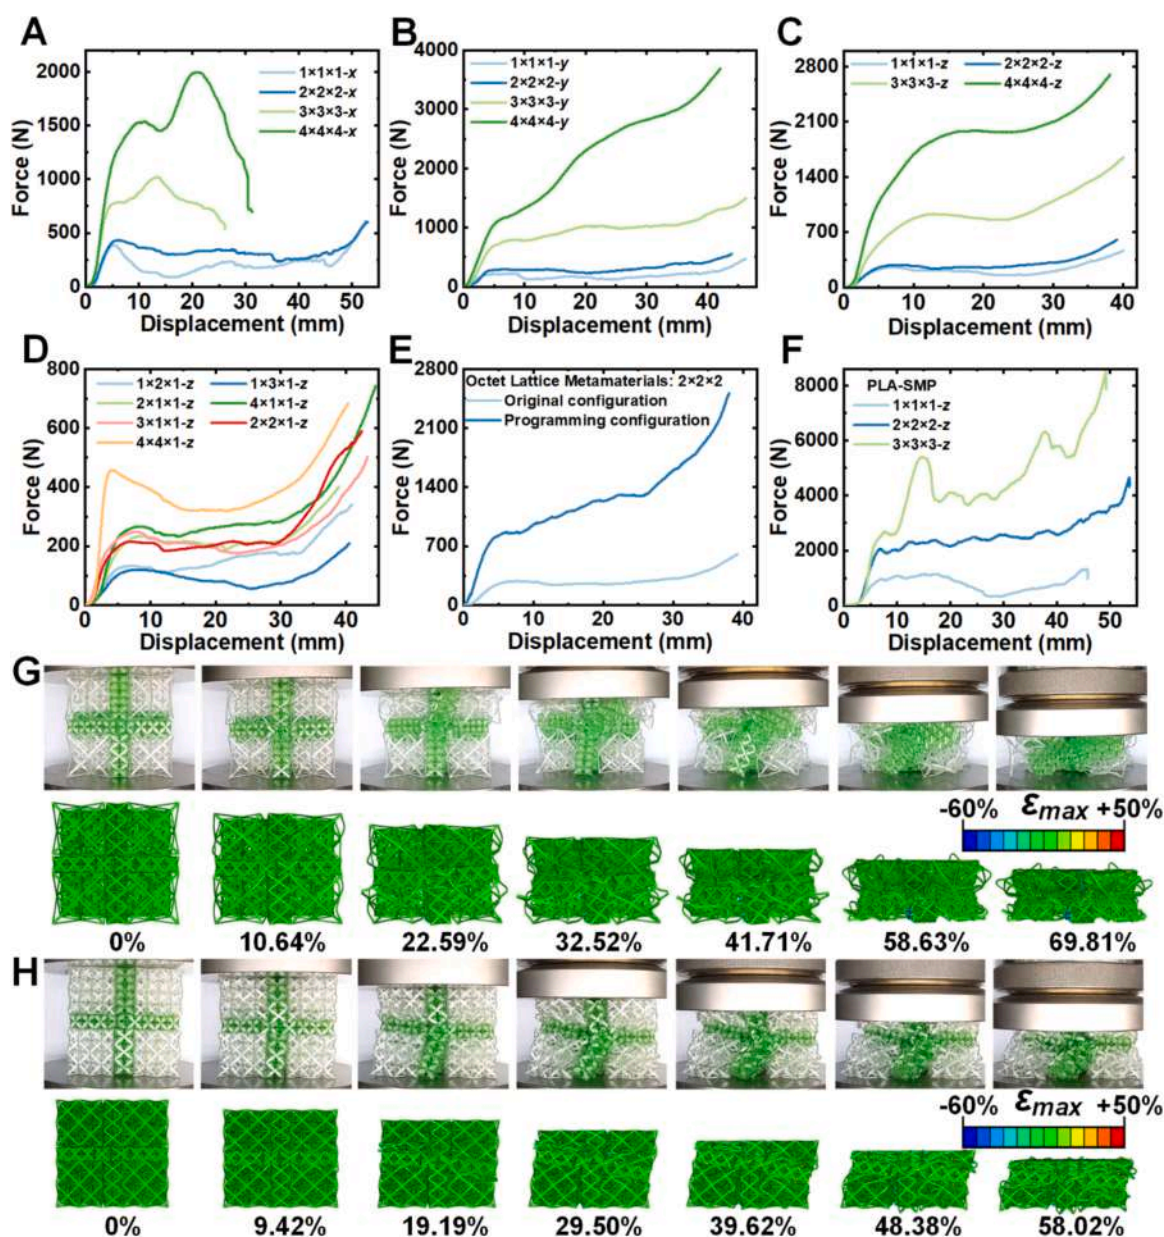 A
Force (N)
2000
1500
1000
500
0
1×1×1-x
2×2×2-x
3×3×3-x
4×4×4-x
0 10 20 30 40 50
Displacement (mm)
B
Force (N)
4000
3000
2000
1000
0
1×1×1-y
2×2×2-y
3×3×3-y
4×4×4-y
0 10 20 30 40 50
Displacement (mm)
C
Force (N)
2800
2100
1400
700
0
1×1×1-z 2×2×2-z
3×3×3-z 4×4×4-z
0 10 20 30 40
Displacement (mm)
D
Force (N)
800
600
400
200
0
1×2×1-z 1×3×1-z
2×1×1-z 4×1×1-z
3×1×1-z 2×2×1-z
4×4×1-z
0 10 20 30 40
Displacement (mm)
E
Force (N)
2800
2100
1400
700
0
Octet Lattice Metamaterials: 2×2×2
Original configuration
Programming configuration
0 10 20 30 40
Displacement (mm)
F
Force (N)
8000
6000
4000
2000
0
PLA-SMP
1×1×1-z
2×2×2-z
3×3×3-z
0 10 20 30 40 50
Displacement (mm)
G
-60% εmax +50%
0% 10.64% 22.59% 32.52% 41.71% 58.63% 69.81%
H
-60% εmax +50%
0% 9.42% 19.19% 29.50% 39.62% 48.38% 58.02%